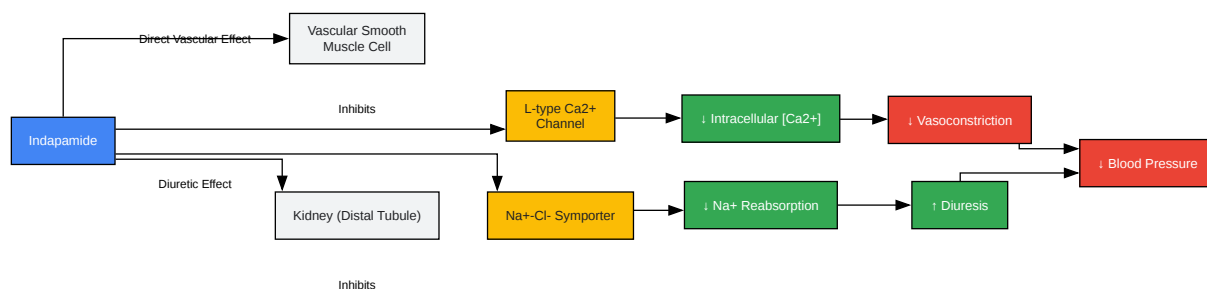 Direct Vascular Effect
Vascular Smooth
Muscle Cell
Inhibits
L-type Ca2+
Channel
↓ Intracellular [Ca2+]
↓ Vasoconstriction
Indapamide
↓ Blood Pressure
Diuretic Effect
Kidney (Distal Tubule)
Na+-Cl- Symporter
↓ Na+ Reabsorption
↑ Diuresis
Inhibits